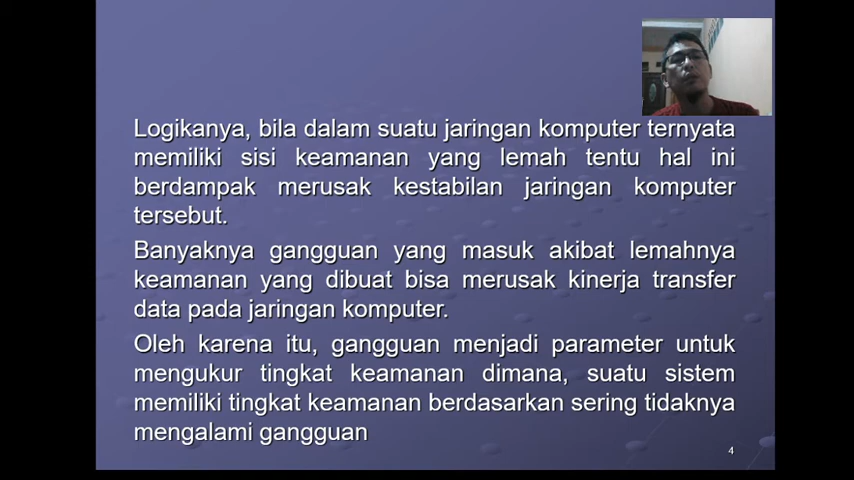 Logikanya, bila dalam suatu jaringan komputer ternyata
memiliki sisi keamanan yang lemah tentu hal ini
berdampak merusak kestabilan jaringan komputer
tersebut.
Banyaknya gangguan yang masuk akibat lemahnya
keamanan yang dibuat bisa merusak kinerja transfer
data pada jaringan komputer.
Oleh karena itu, gangguan menjadi parameter untuk
mengukur tingkat keamanan dimana, suatu sistem
memiliki tingkat keamanan berdasarkan sering tidaknya
mengalami gangguan
4